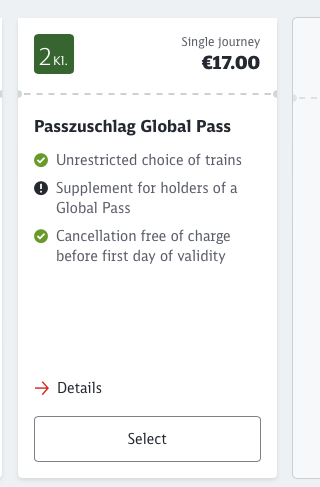 2 Kl.
Single journey
€17.00
Passzuschlag Global Pass
Unrestricted choice of trains
Supplement for holders of a
Global Pass
Cancellation free of charge
before first day of validity
Details
Select